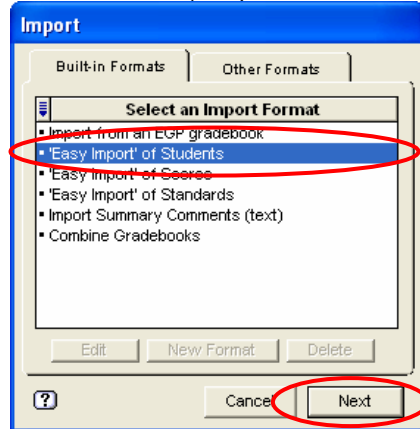 Import
Built-in Formats Other Formats
Select an Import Format
Import from an EGP gradebook
'Easy Import' of Students
'Easy Import' of Scores
'Easy Import' of Standards
Import Summary Comments (text)
Combine Gradebooks
Edit New Format Delete
? Cancel Next